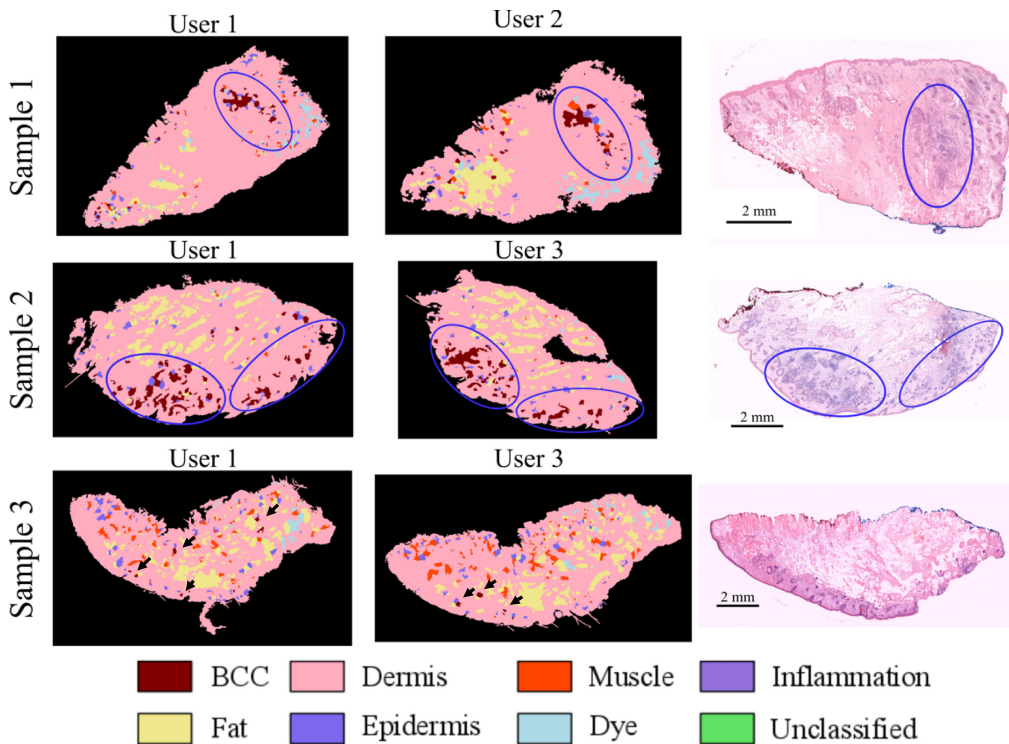 User 1
User 2
Sample 1
2 mm
User 1
User 3
Sample 2
2 mm
User 1
User 3
Sample 3
2 mm
BCC
Dermis
Muscle
Inflammation
Fat
Epidermis
Dye
Unclassified